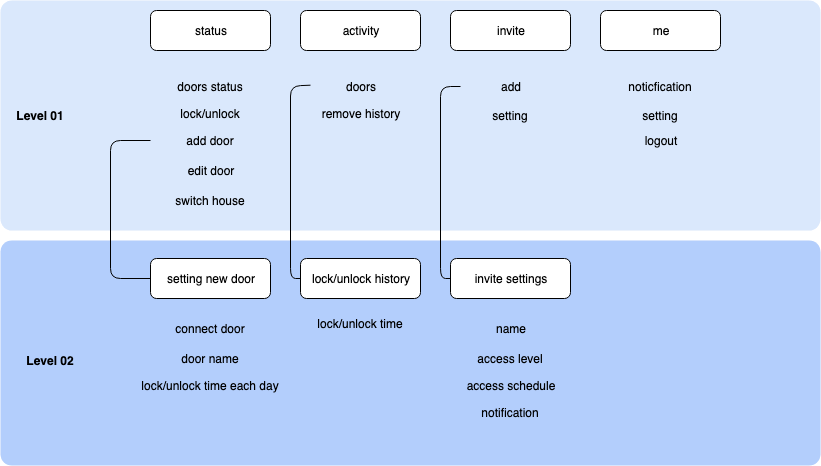 status
activity
invite
me
Level 01
doors status
lock/unlock
add door
edit door
switch house
doors
remove history
add
setting
noticfication
setting
logout
Level 02
setting new door
lock/unlock history
invite settings
connect door
door name
lock/unlock time each day
lock/unlock time
name
access level
access schedule
notification